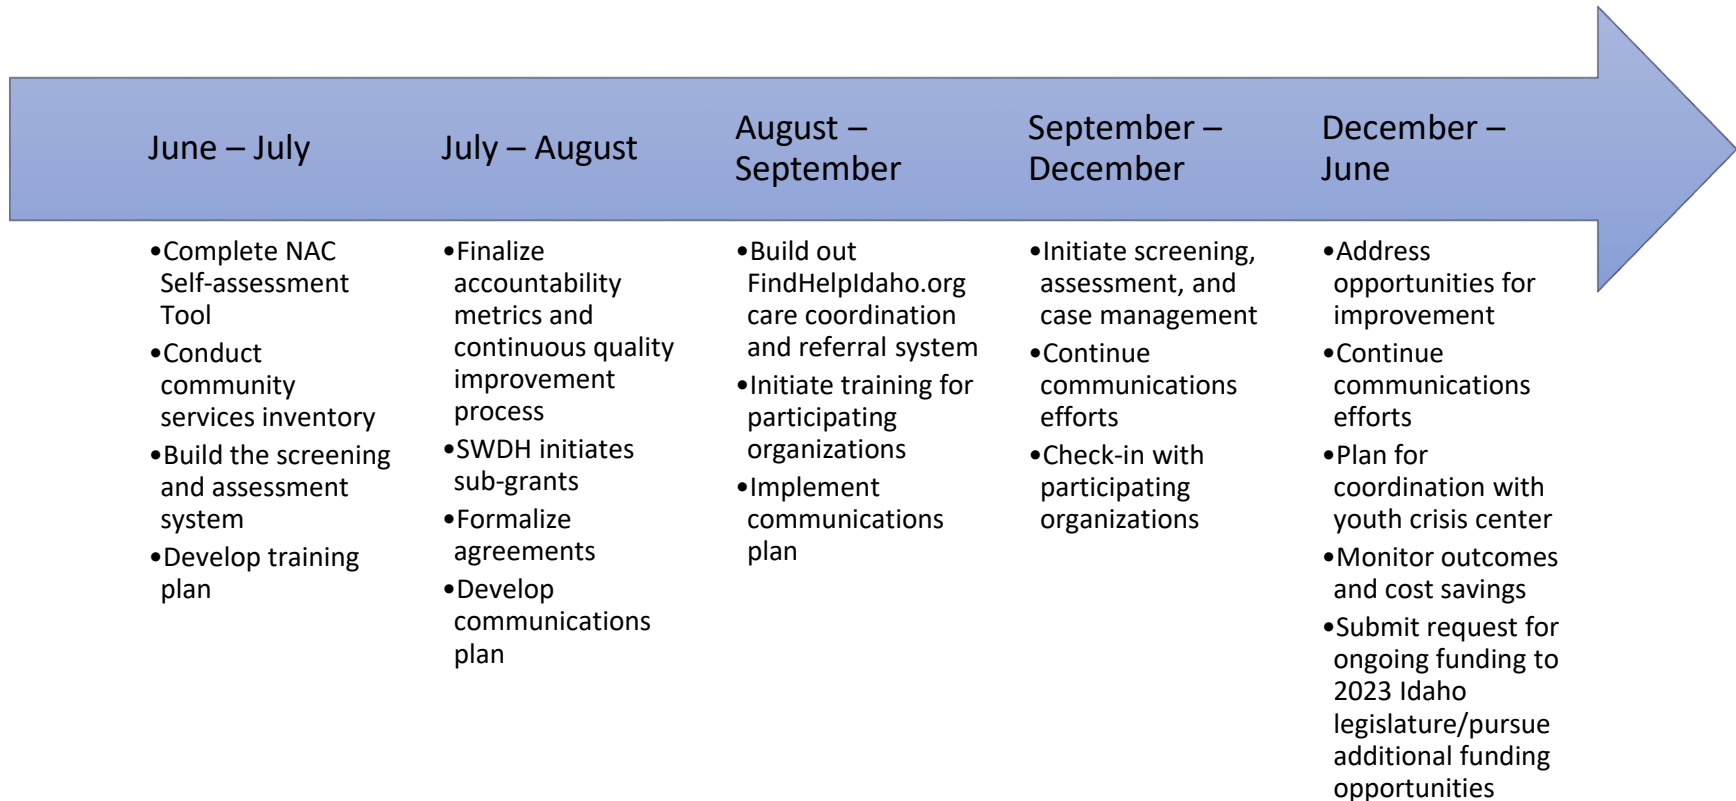 June – July
July – August
August –
September
September –
December
December –
June
•Complete NAC
Self-assessment
Tool
•Conduct
community
services inventory
•Build the screening
and assessment
system
•Develop training
plan
•Finalize
accountability
metrics and
continuous quality
improvement
process
•SWDH initiates
sub-grants
•Formalize
agreements
•Develop
communications
plan
•Build out
FindHelpIdaho.org
care coordination
and referral system
•Initiate training for
participating
organizations
•Implement
communications
plan
•Initiate screening,
assessment, and
case management
•Continue
communications
efforts
•Check-in with
participating
organizations
•Address
opportunities for
improvement
•Continue
communications
efforts
•Plan for
coordination with
youth crisis center
•Monitor outcomes
and cost savings
•Submit request for
ongoing funding to
2023 Idaho
legislature/pursue
additional funding
opportunities